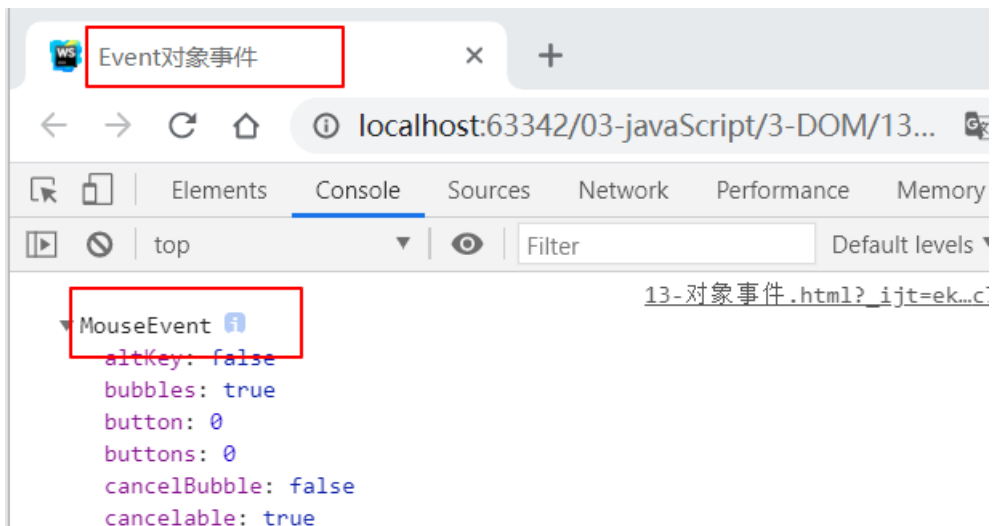 WS
Event对象事件
localhost:63342/03-javaScript/3-DOM/13...
Elements Console Sources Network Performance Memory
top Filter Default levels
13-对象事件.html?_ijt=ek…c
MouseEvent i
altKey: false
bubbles: true
button: 0
buttons: 0
cancelBubble: false
cancelable: true